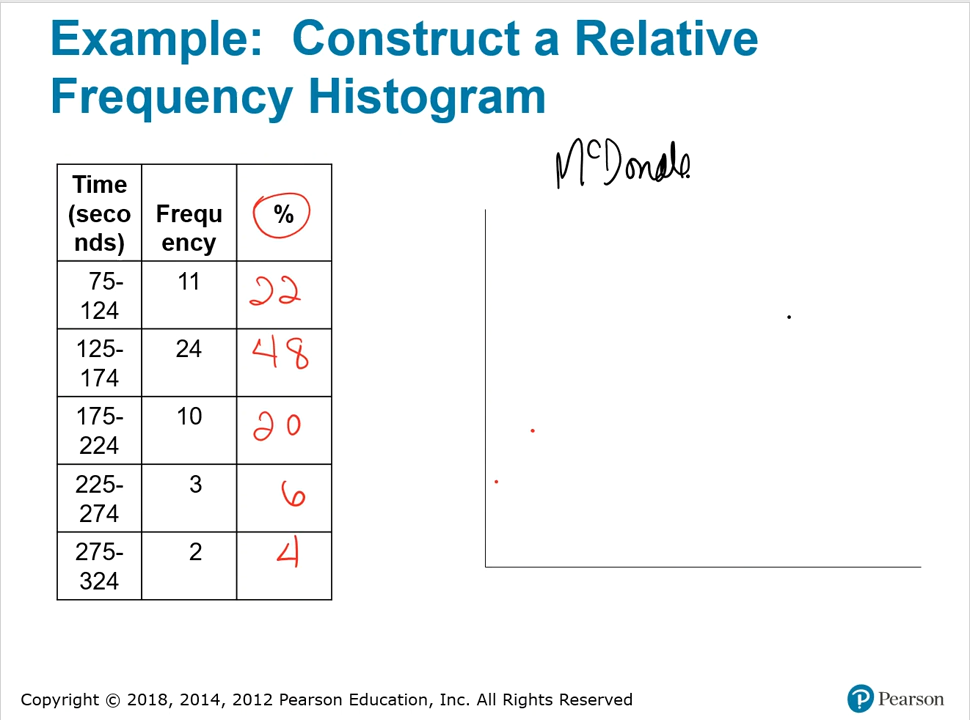 Example: Construct a Relative
Frequency Histogram
McDonalds
Time
(seco
nds)
Frequ
ency
%
75-
124
11
22
125-
174
24
48
175-
224
10
20
225-
274
3
6
275-
324
2
4
Copyright © 2018, 2014, 2012 Pearson Education, Inc. All Rights Reserved
Pearson